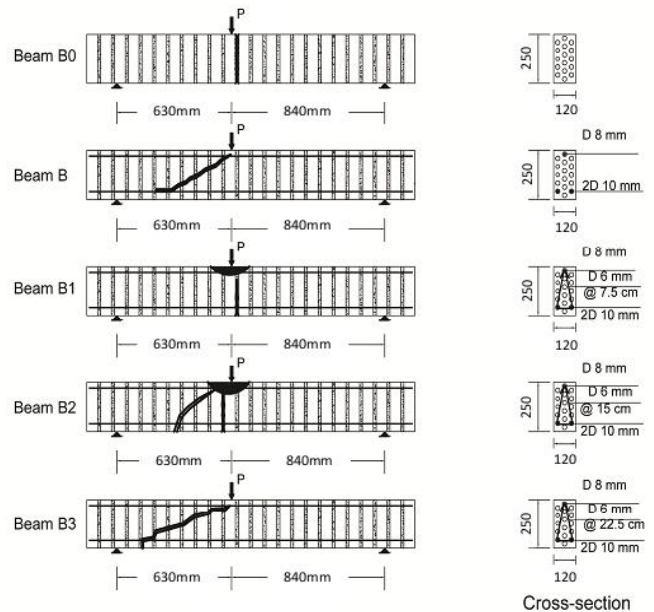 P
Beam B0
250
630mm
840mm
120
P
D 8 mm
Beam B
250
2D 10 mm
630mm
840mm
120
P
D 8 mm
Beam B1
250
D 6 mm
@ 7.5 cm
2D 10 mm
630mm
840mm
120
P
D 8 mm
Beam B2
250
D 6 mm
@ 15 cm
2D 10 mm
630mm
840mm
120
P
D 8 mm
Beam B3
250
D 6 mm
@ 22.5 cm
2D 10 mm
630mm
840mm
120
Cross-section